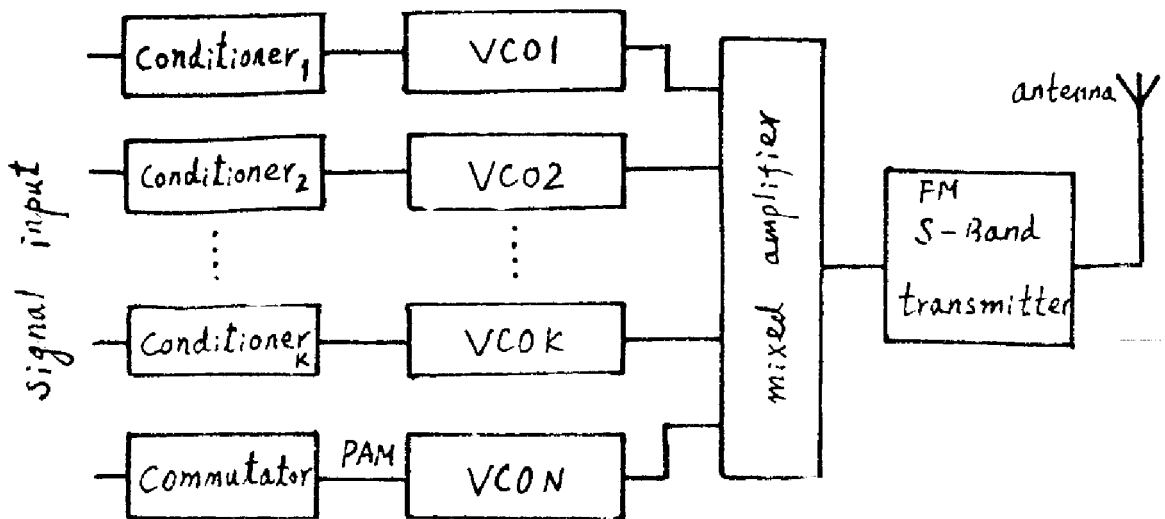 Conditioner1
VCO1
antenna
Conditioner2
VCO2
signal input
mixed amplifier
FM
S-Band
transmitter
ConditionerK
VCOK
Commutator
PAM
VCON